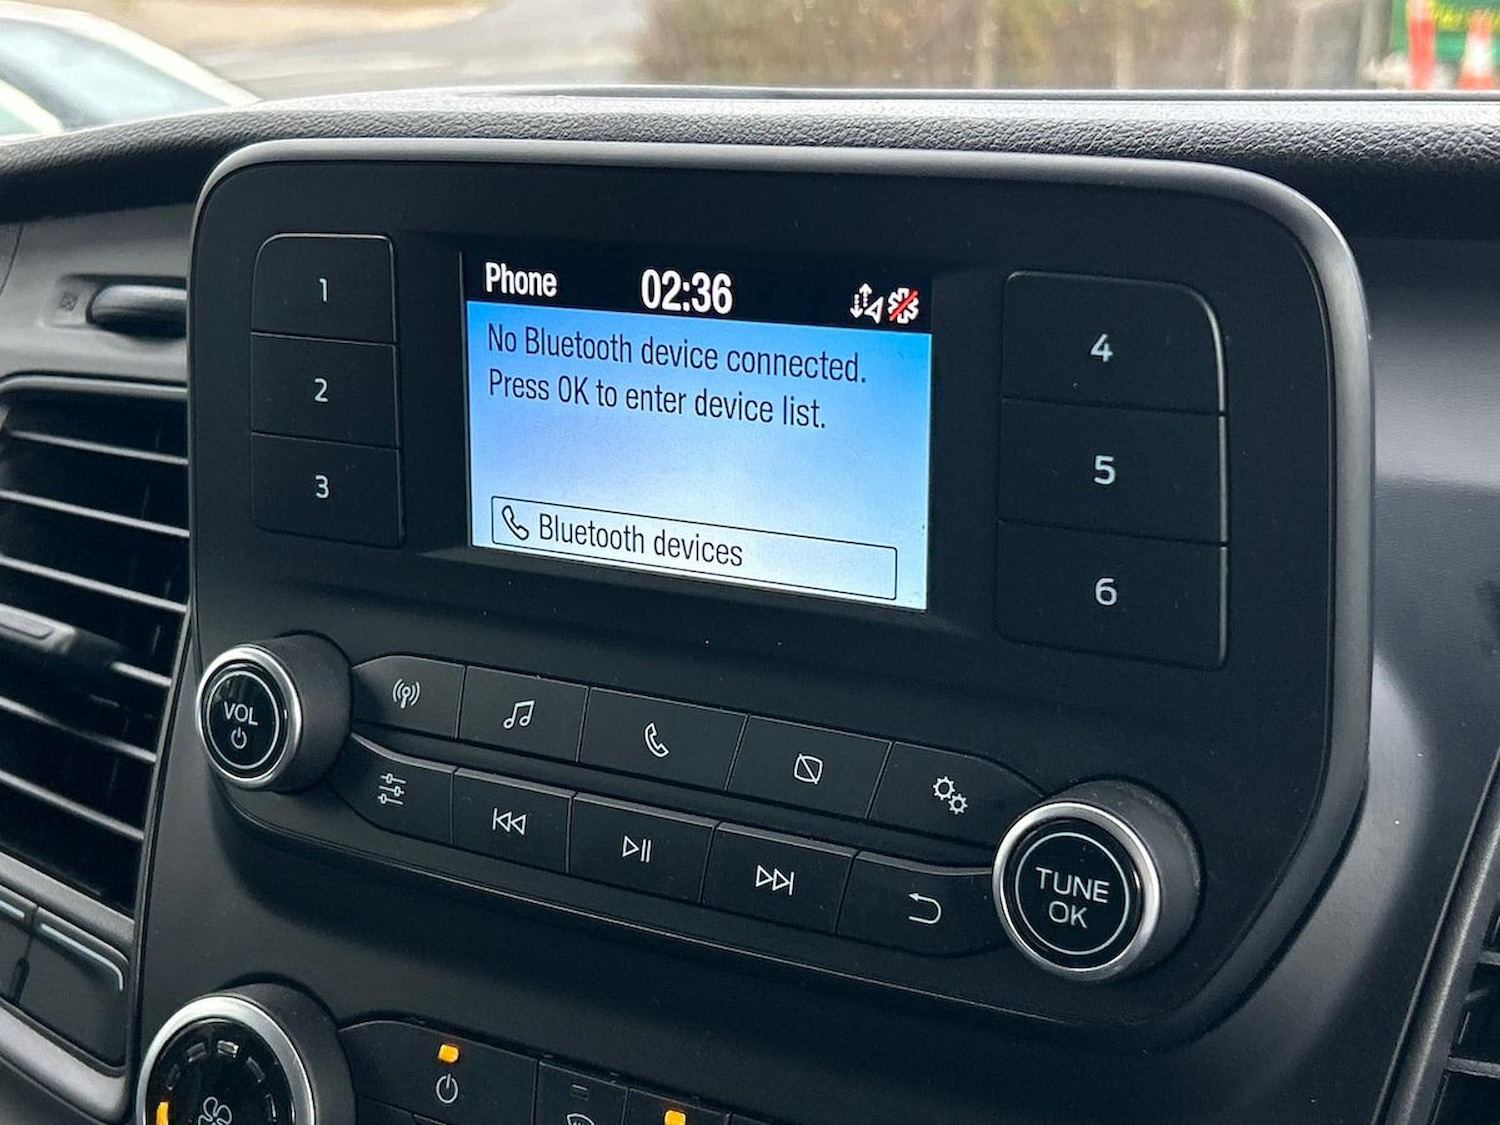 Phone 02:36
No Bluetooth device connected.
Press OK to enter device list.
Bluetooth devices
1
2
3
4
5
6
VOL
TUNE
OK